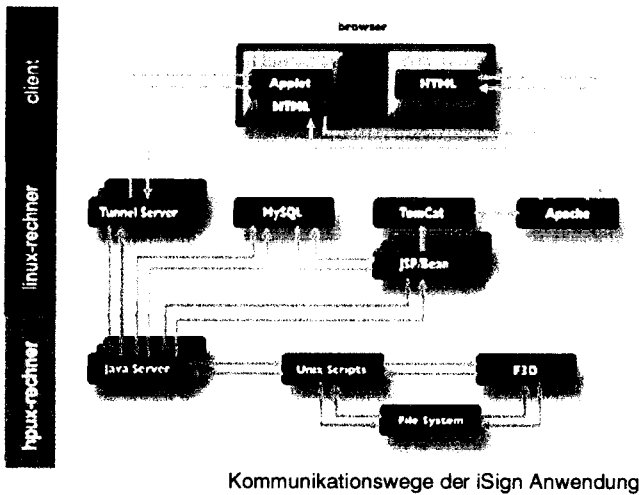 browser
client
Applet
HTML
HTML
linux-rechner
Tunnel Server
MySQL
TomCat
Apache
JSP/Bean
hpux-rechner
Java Server
Unix Scripts
F3D
File System
Kommunikationswege der iSign Anwendung